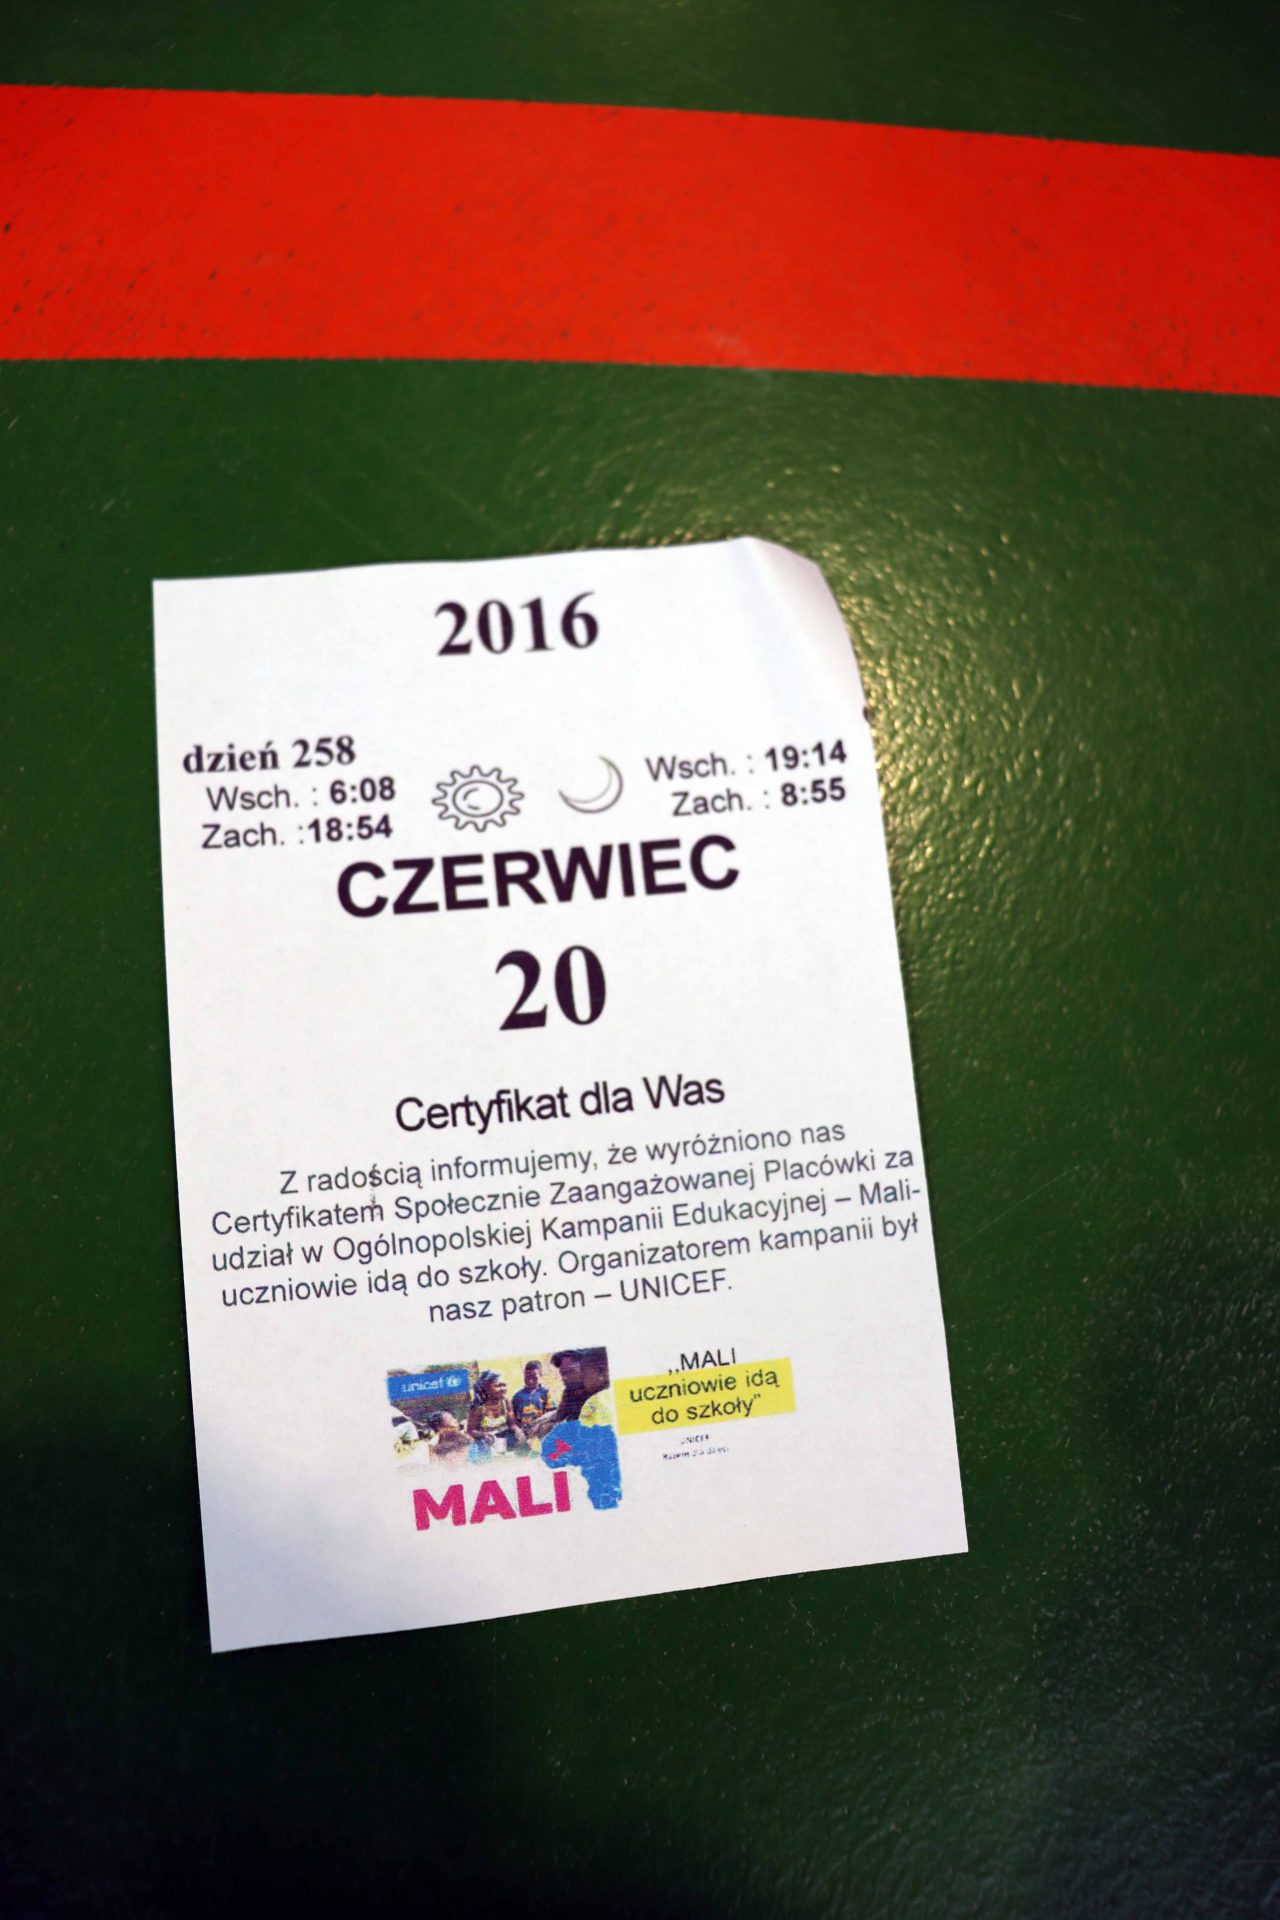 2016
dzień 258
Wsch. : 6:08
Zach. :18:54
Wsch. : 19:14
Zach. : 8:55
CZERWIEC
20
Certyfikat dla Was
Z radością informujemy, że wyróżniono nas
Certyfikatem Społecznie Zaangażowanej Placówki za
udział w Ogólnopolskiej Kampanii Edukacyjnej – Mali-
uczniowie idą do szkoły. Organizatorem kampanii był
nasz patron – UNICEF.
unicef
MALI
,,MALI
uczniowie idą
do szkoły”